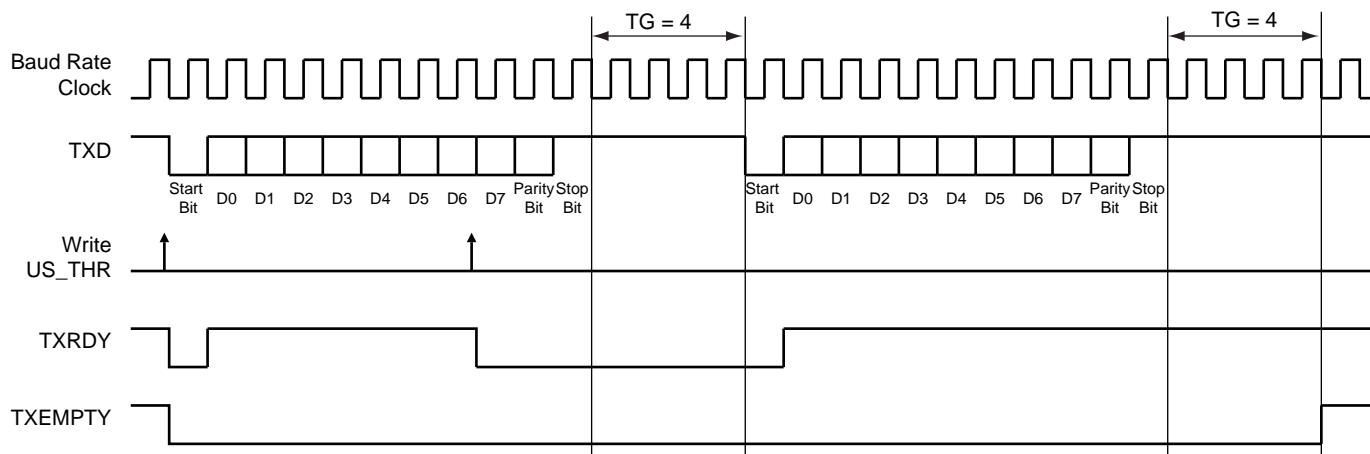 TG = 4
TG = 4
Baud Rate
Clock
TXD
Start
Bit
D0
D1
D2
D3
D4
D5
D6
D7
Parity
Bit
Stop
Bit
Start
Bit
D0
D1
D2
D3
D4
D5
D6
D7
Parity
Bit
Stop
Bit
Write
US_THR
TXRDY
TXEMPTY